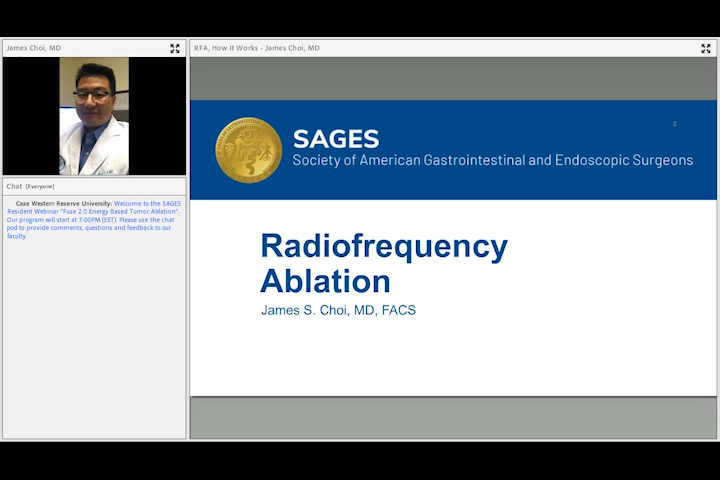 James Choi, MD
RFA, How It Works - James Choi, MD
2
SAGES
Society of American Gastrointestinal and Endoscopic Surgeons
Radiofrequency
Ablation
James S. Choi, MD, FACS
Chat (Everyone)
Case Western Reserve University: Welcome to the SAGES
Resident Webinar "Fuse 2.0 Energy Based Tumor Ablation"
Our program will start at 7:00PM (EST). Please use the chat
pod to provide comments, questions and feedback to our
faculty.